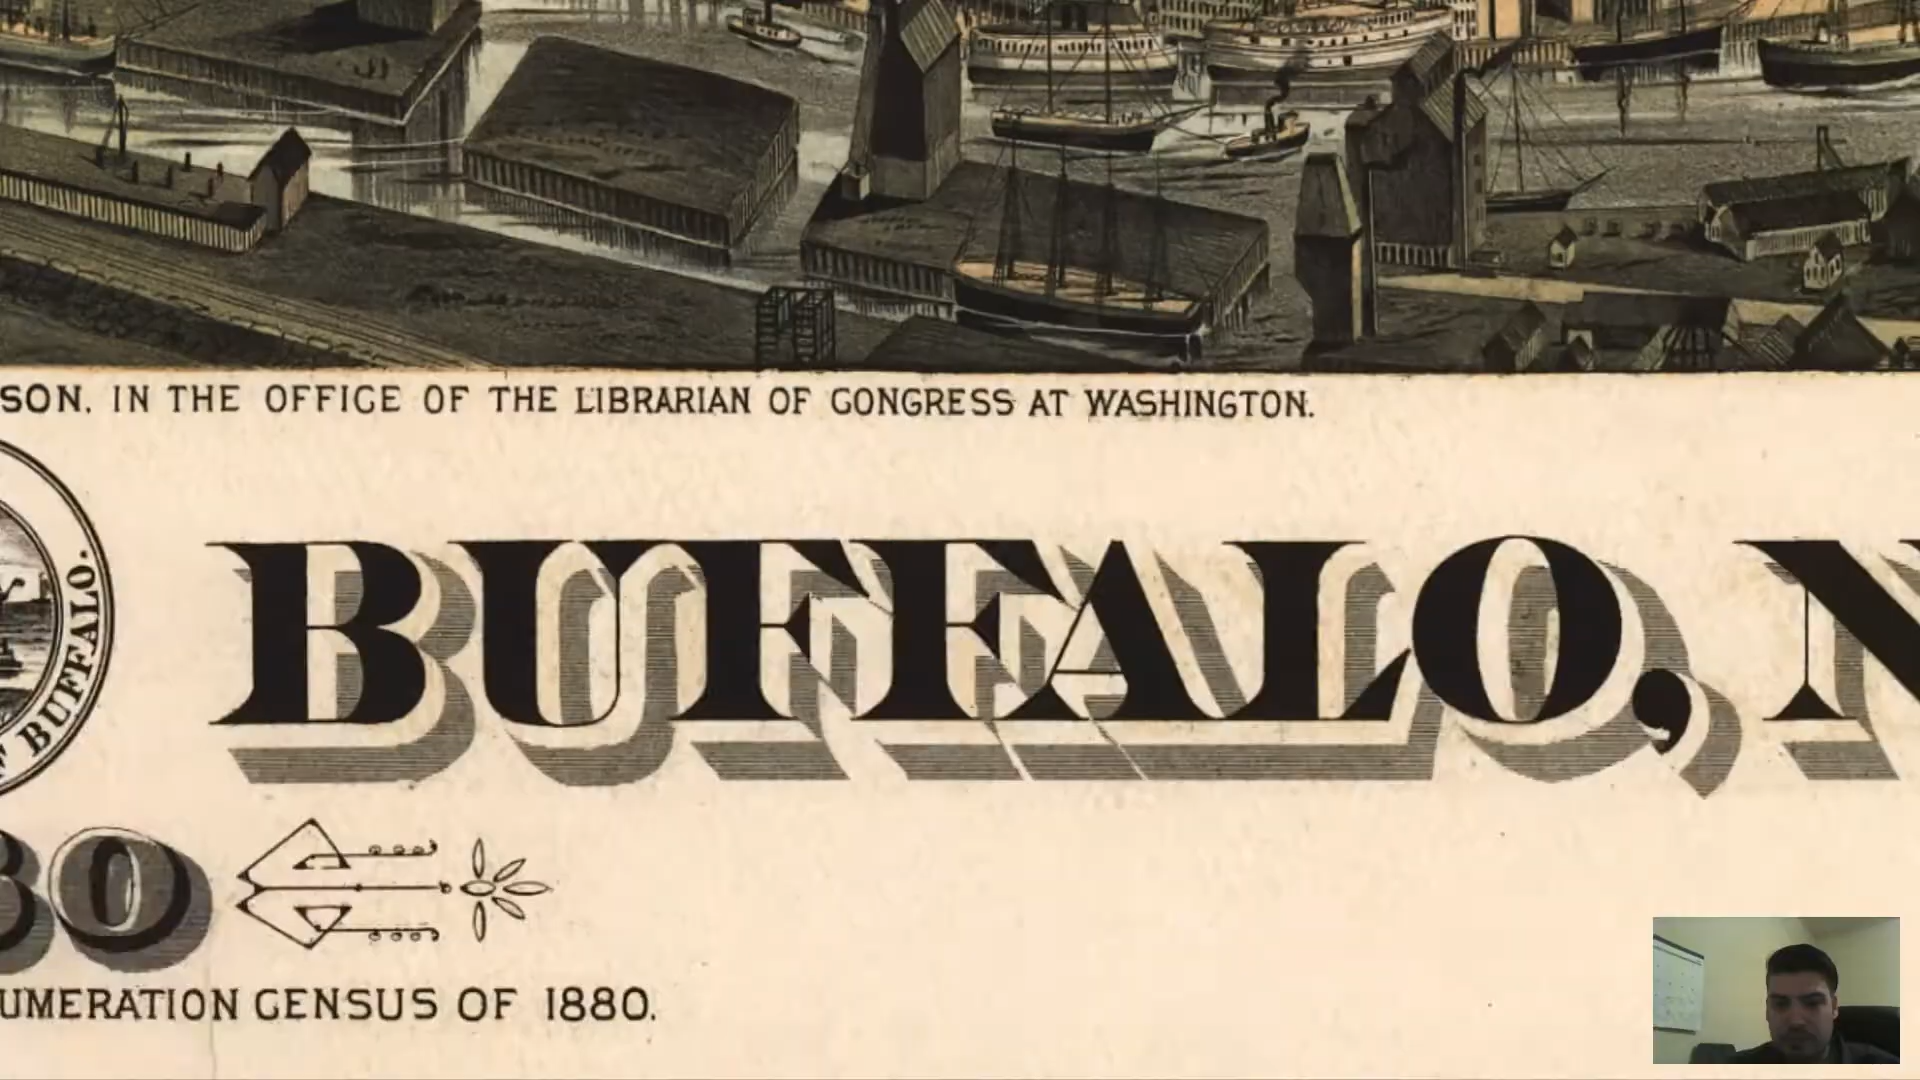 SON. IN THE OFFICE OF THE LIBRARIAN OF CONGRESS AT WASHINGTON.
BUFFALO, N
BUFFALO.
80
UMERATION CENSUS OF 1880.